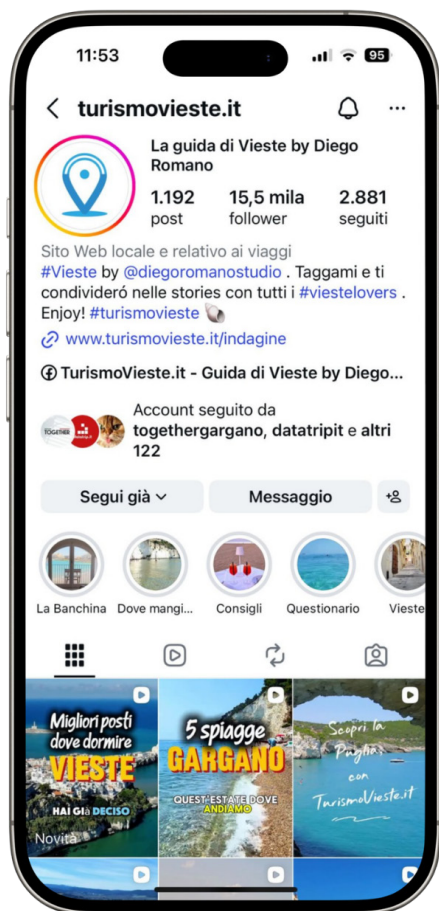 11:53
95
turismovieste.it
La guida di Vieste by Diego
Romano
1.192 15,5 mila 2.881
post follower seguiti
Sito Web locale e relativo ai viaggi
#Vieste by @diegoromanostudio . Taggami e ti
condivideró nelle stories con tutti i #viestelovers .
Enjoy! #turismovieste
www.turismovieste.it/indagine
TurismoVieste.it - Guida di Vieste by Diego...
Account seguito da
togethergargano, datatripit e altri
122
TOGETHER
Segui già
Messaggio
La Banchina Dove mangi... Consigli Questionario Vieste
Migliori posti
dove dormire
VIESTE
HAI GIà DECISO
Novità
5 spiagge
GARGANO
QUEST'ESTATE DOVE
ANDIAMO
Scopri la
Puglia
con
TurismoVieste.it